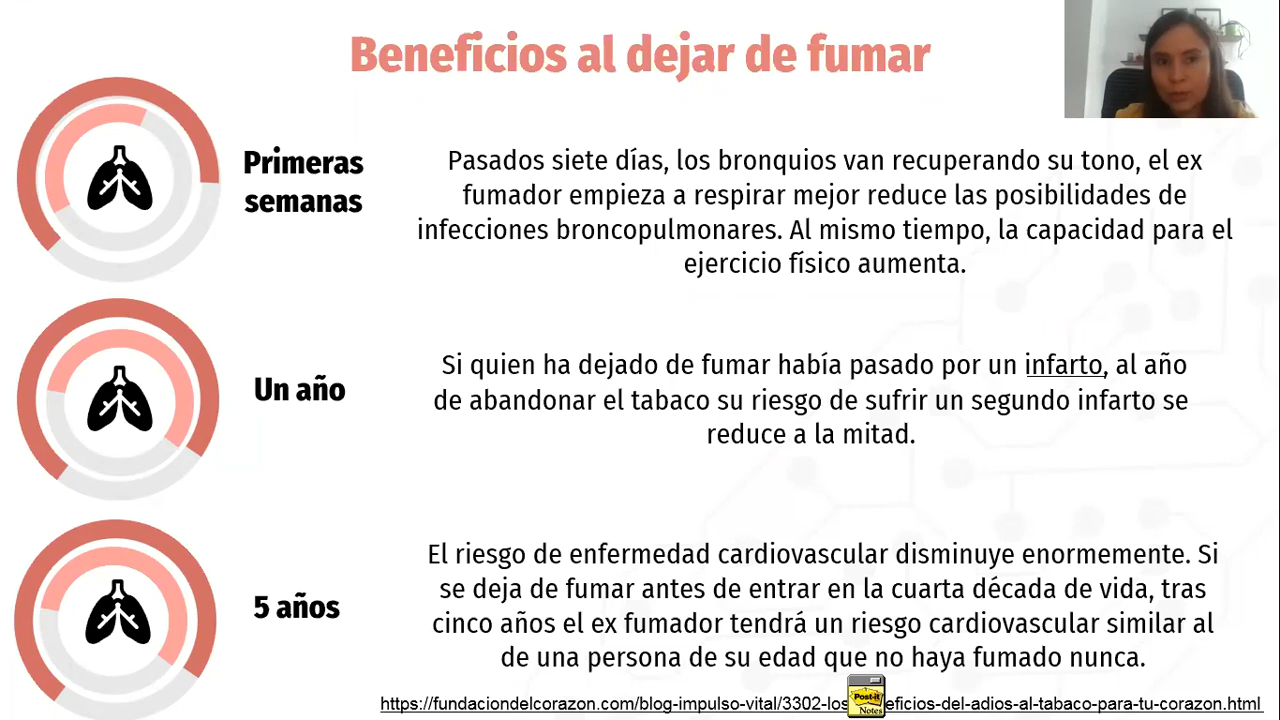 Beneficios al dejar de fumar
Primeras
semanas
Pasados siete días, los bronquios van recuperando su tono, el ex
fumador empieza a respirar mejor reduce las posibilidades de
infecciones broncopulmonares. Al mismo tiempo, la capacidad para el
ejercicio físico aumenta.
Un año
Si quien ha dejado de fumar había pasado por un infarto, al año
de abandonar el tabaco su riesgo de sufrir un segundo infarto se
reduce a la mitad.
5 años
El riesgo de enfermedad cardiovascular disminuye enormemente. Si
se deja de fumar antes de entrar en la cuarta década de vida, tras
cinco años el ex fumador tendrá un riesgo cardiovascular similar al
de una persona de su edad que no haya fumado nunca.
https://fundaciondelcorazon.com/blog-impulso-vital/3302-los eficios-del-adios-al-tabaco-para-tu-corazon.html
Post-it
Notes